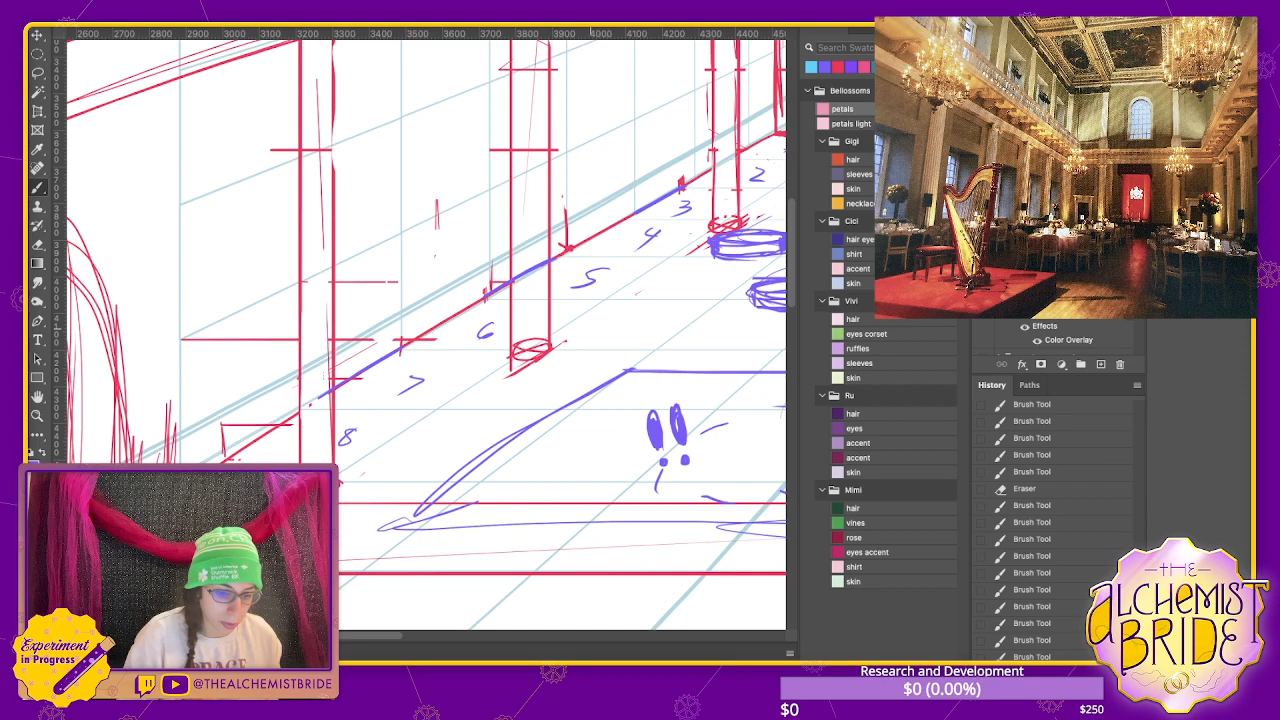 2600 2700 2800 2900 3000 3100 3200 3300 3400 3500 3600 3700 3800 3900 4000 4100 4200 4300 4400
Search Swatc
Bellossoms
petals
petals light
Gigi
hair
sleeves
skin
necklac
Cici
hair eye
shirt
accent
skin
Vivi
hair
eyes corset
ruffles
sleeves
skin
Ru
hair
eyes
accent
accent
skin
Mimi
hair
vines
rose
eyes accent
shirt
skin
Effects
Color Overlay
History Paths
Brush Tool
Brush Tool
Brush Tool
Brush Tool
Brush Tool
Eraser
Brush Tool
Brush Tool
Brush Tool
Brush Tool
Brush Tool
Brush Tool
Brush Tool
Brush Tool
Brush Tool
Brush Tool
2
3
4
5
6
7
8
!!
Experiment
in Progress
@THEALCHEMISTBRIDE
THE
ALCHEMIST
BRIDE
Research and Development
$0 (0.00%)
$0 $250